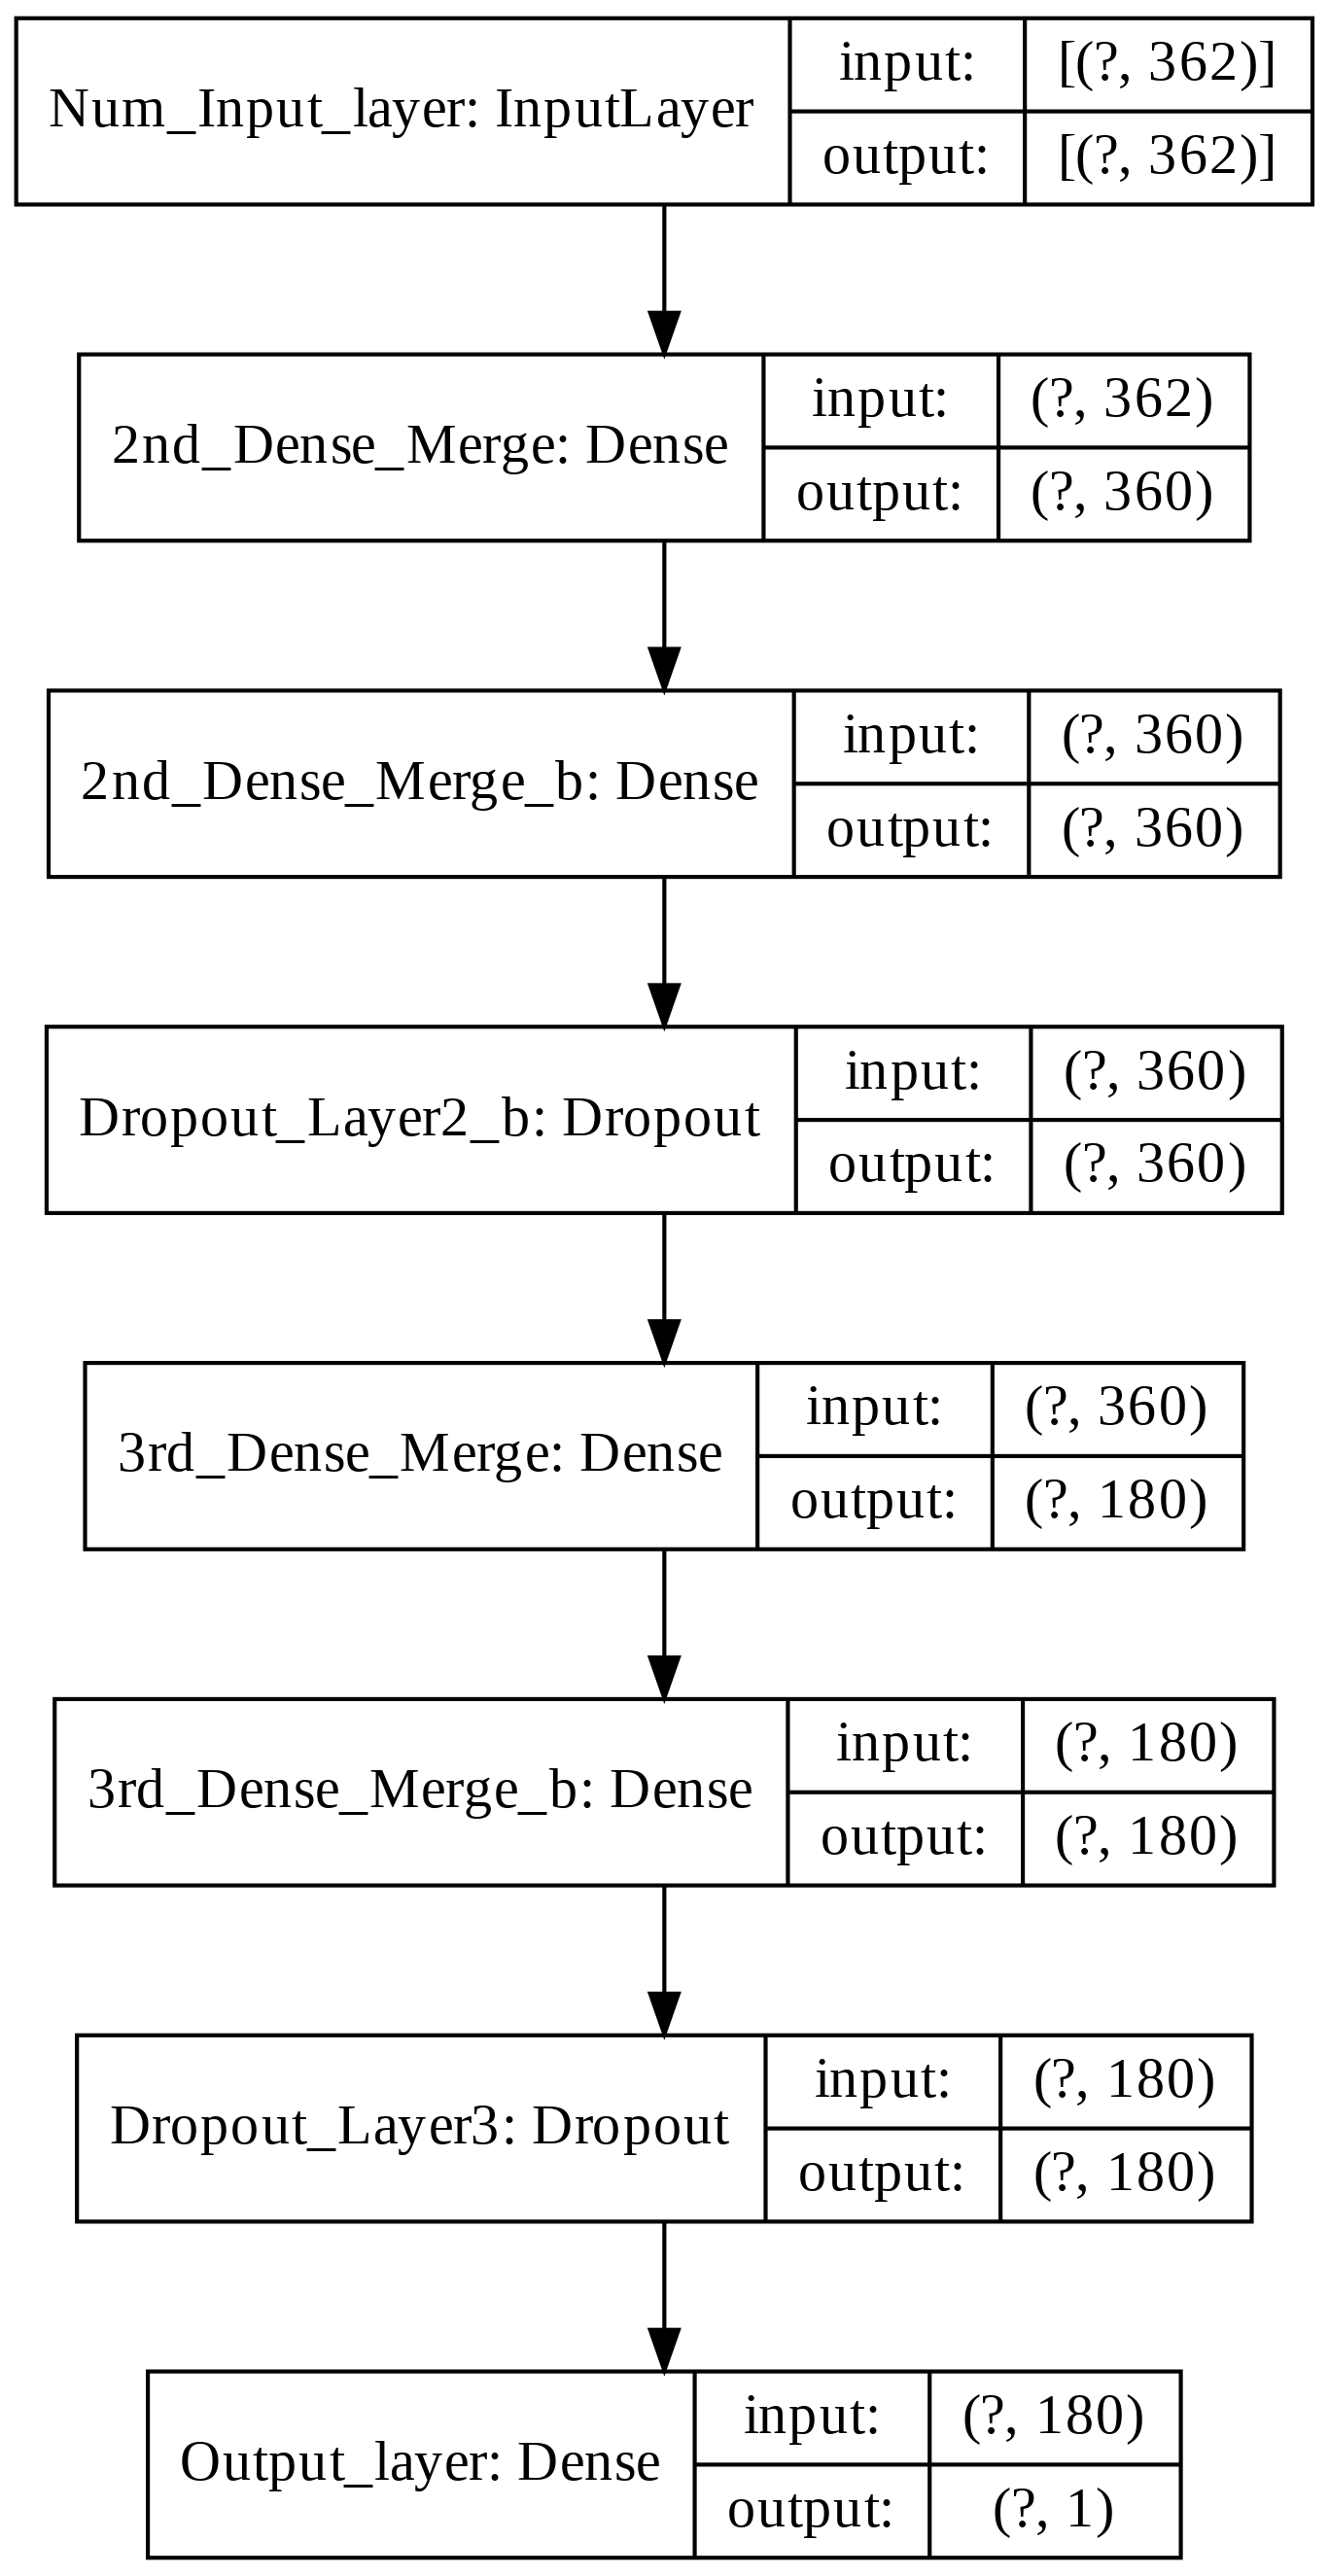 Num_Input_layer: InputLayer
input:
[(?, 362)]
output:
[(?, 362)]
2nd_Dense_Merge: Dense
input:
(?, 362)
output:
(?, 360)
2nd_Dense_Merge_b: Dense
input:
(?, 360)
output:
(?, 360)
Dropout_Layer2_b: Dropout
input:
(?, 360)
output:
(?, 360)
3rd_Dense_Merge: Dense
input:
(?, 360)
output:
(?, 180)
3rd_Dense_Merge_b: Dense
input:
(?, 180)
output:
(?, 180)
Dropout_Layer3: Dropout
input:
(?, 180)
output:
(?, 180)
Output_layer: Dense
input:
(?, 180)
output:
(?, 1)